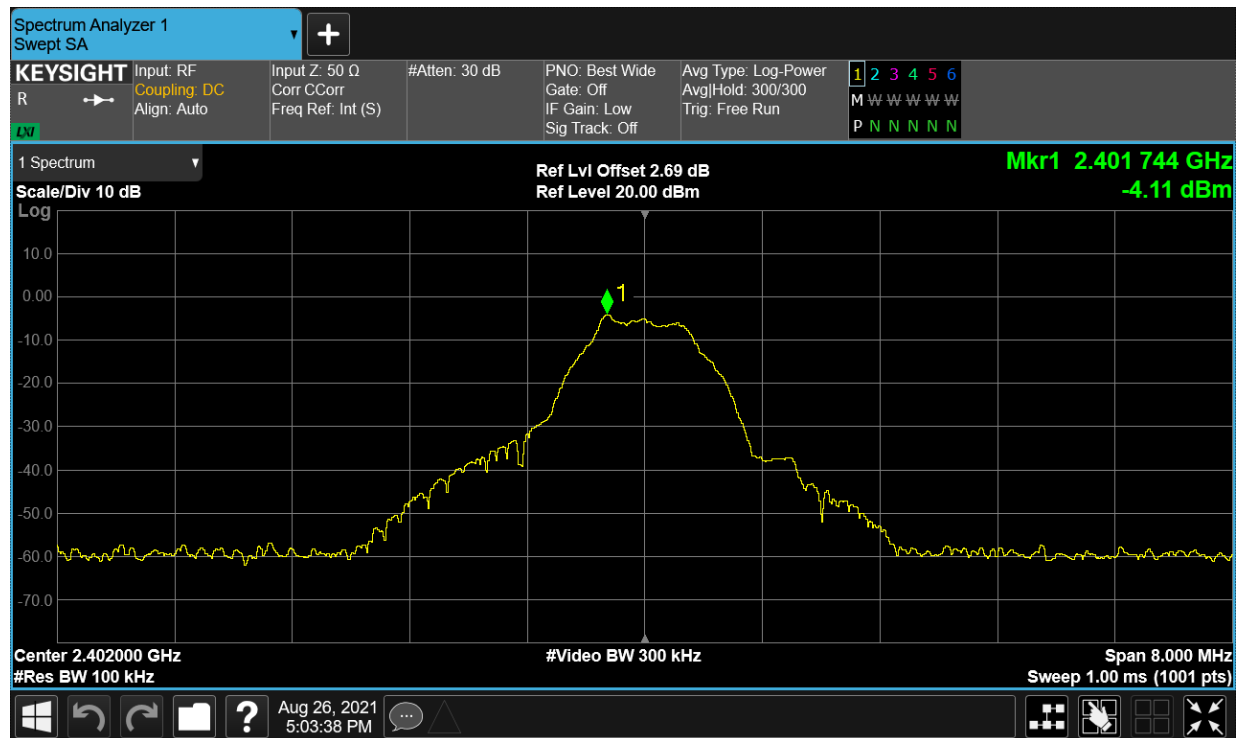 Spectrum Analyzer 1
Swept SA
▼
+
KEYSIGHT
R
LXI
Input: RF
Coupling: DC
Align: Auto
Input Z: 50 Ω
Corr CCorr
Freq Ref: Int (S)
#Atten: 30 dB
PNO: Best Wide
Gate: Off
IF Gain: Low
Sig Track: Off
Avg Type: Log-Power
Avg|Hold: 300/300
Trig: Free Run
1 2 3 4 5 6
M W W W W W W
P N N N N N N
1 Spectrum ▼
Scale/Div 10 dB
Log
Ref Lvl Offset 2.69 dB
Ref Level 20.00 dBm
Mkr1 2.401 744 GHz
-4.11 dBm
10.0
0.00
-10.0
-20.0
-30.0
-40.0
-50.0
-60.0
-70.0
1
Center 2.402000 GHz
#Res BW 100 kHz
#Video BW 300 kHz
Span 8.000 MHz
Sweep 1.00 ms (1001 pts)
?
Aug 26, 2021
5:03:38 PM